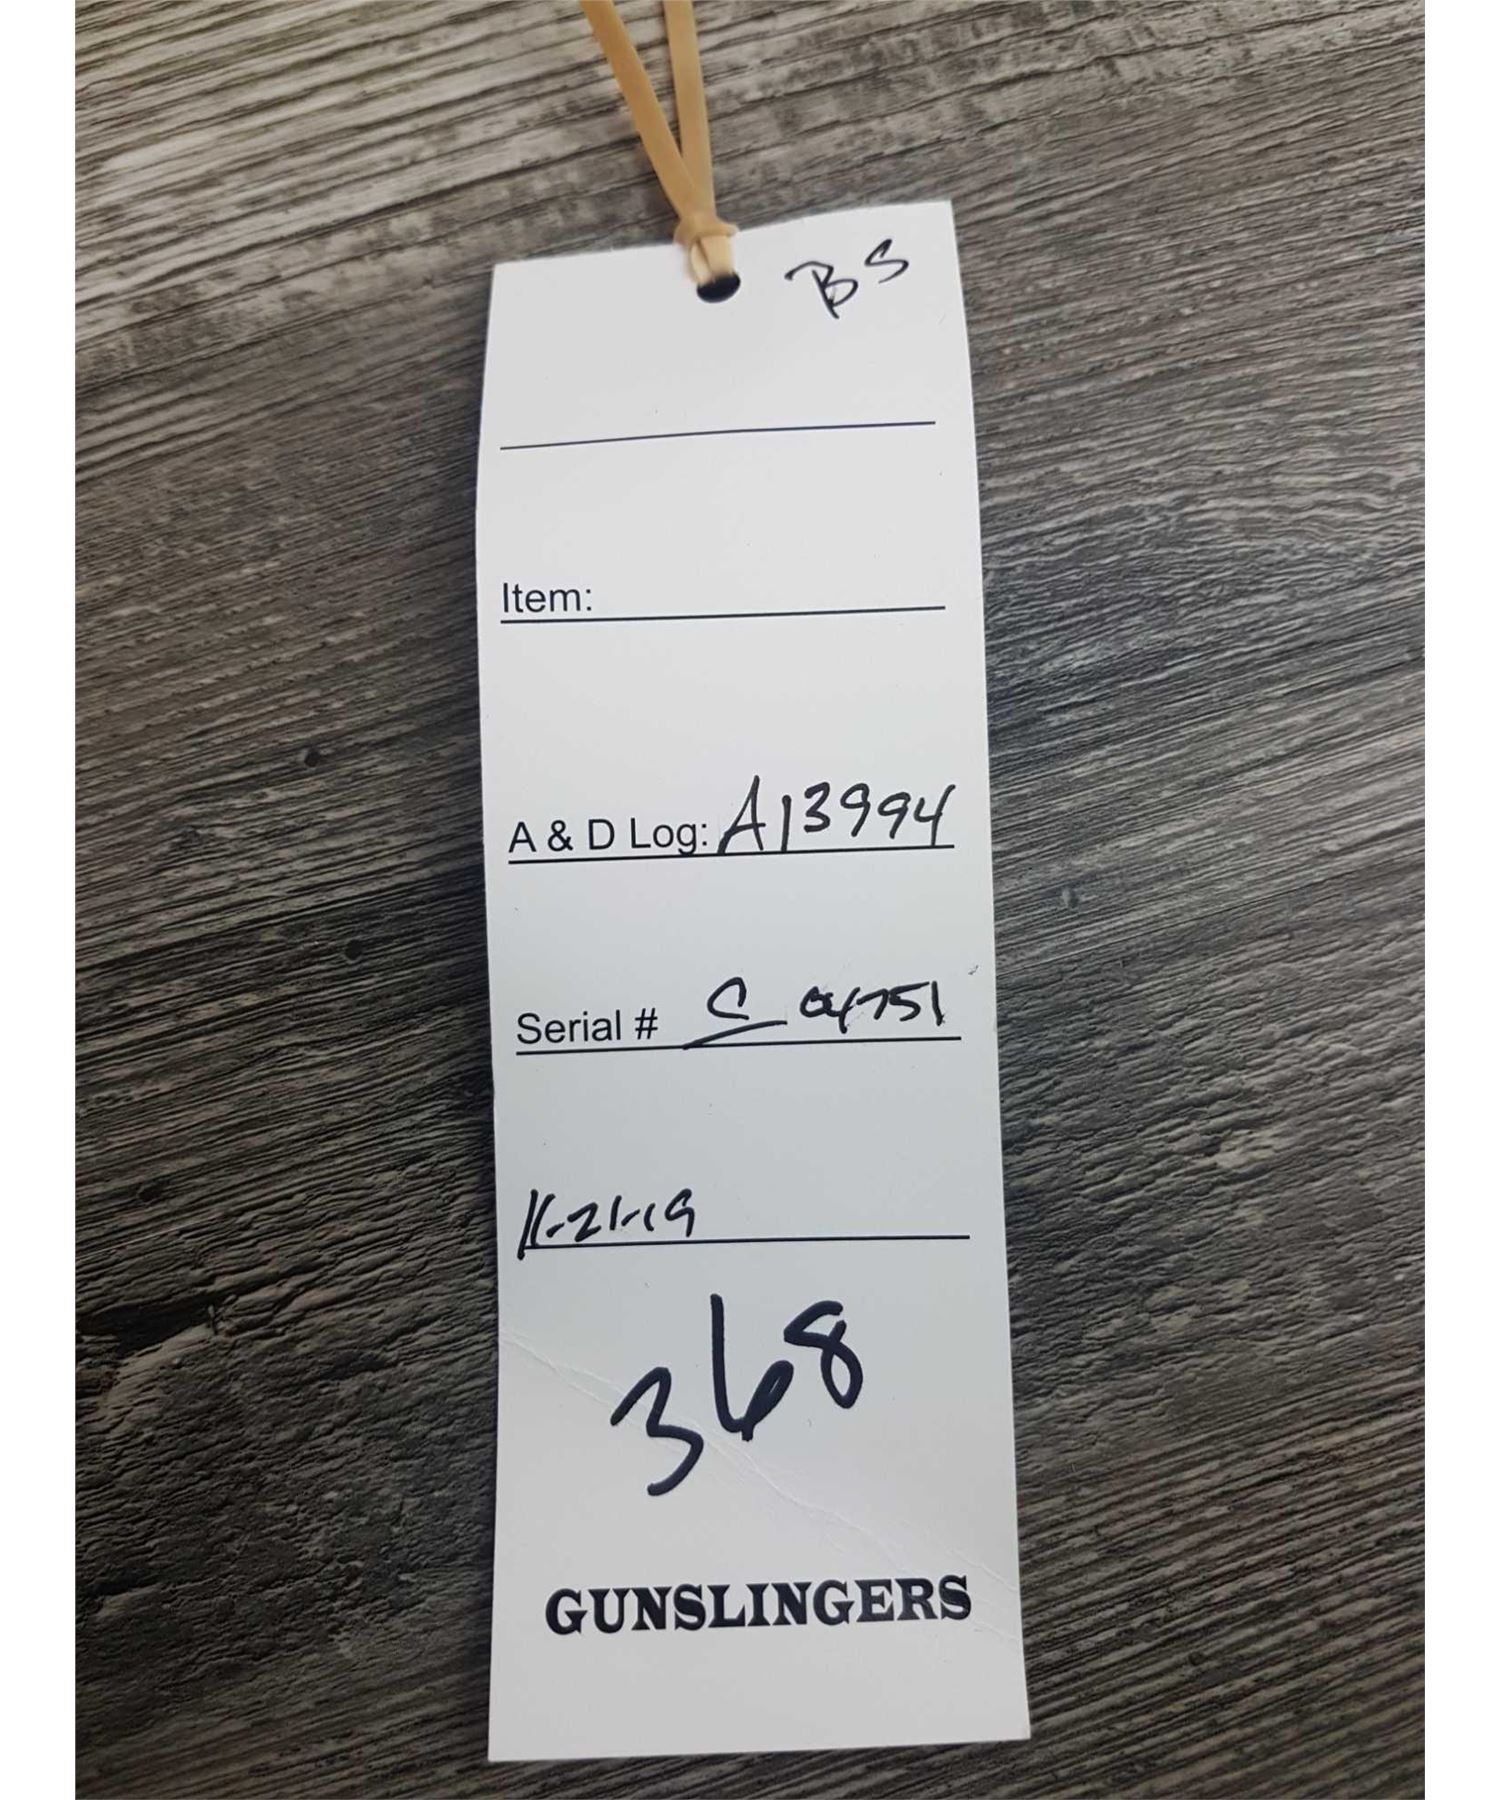 BS
Item:
A & D Log: A13994
Serial # C 04751
11-21-19
368
GUNSLINGERS